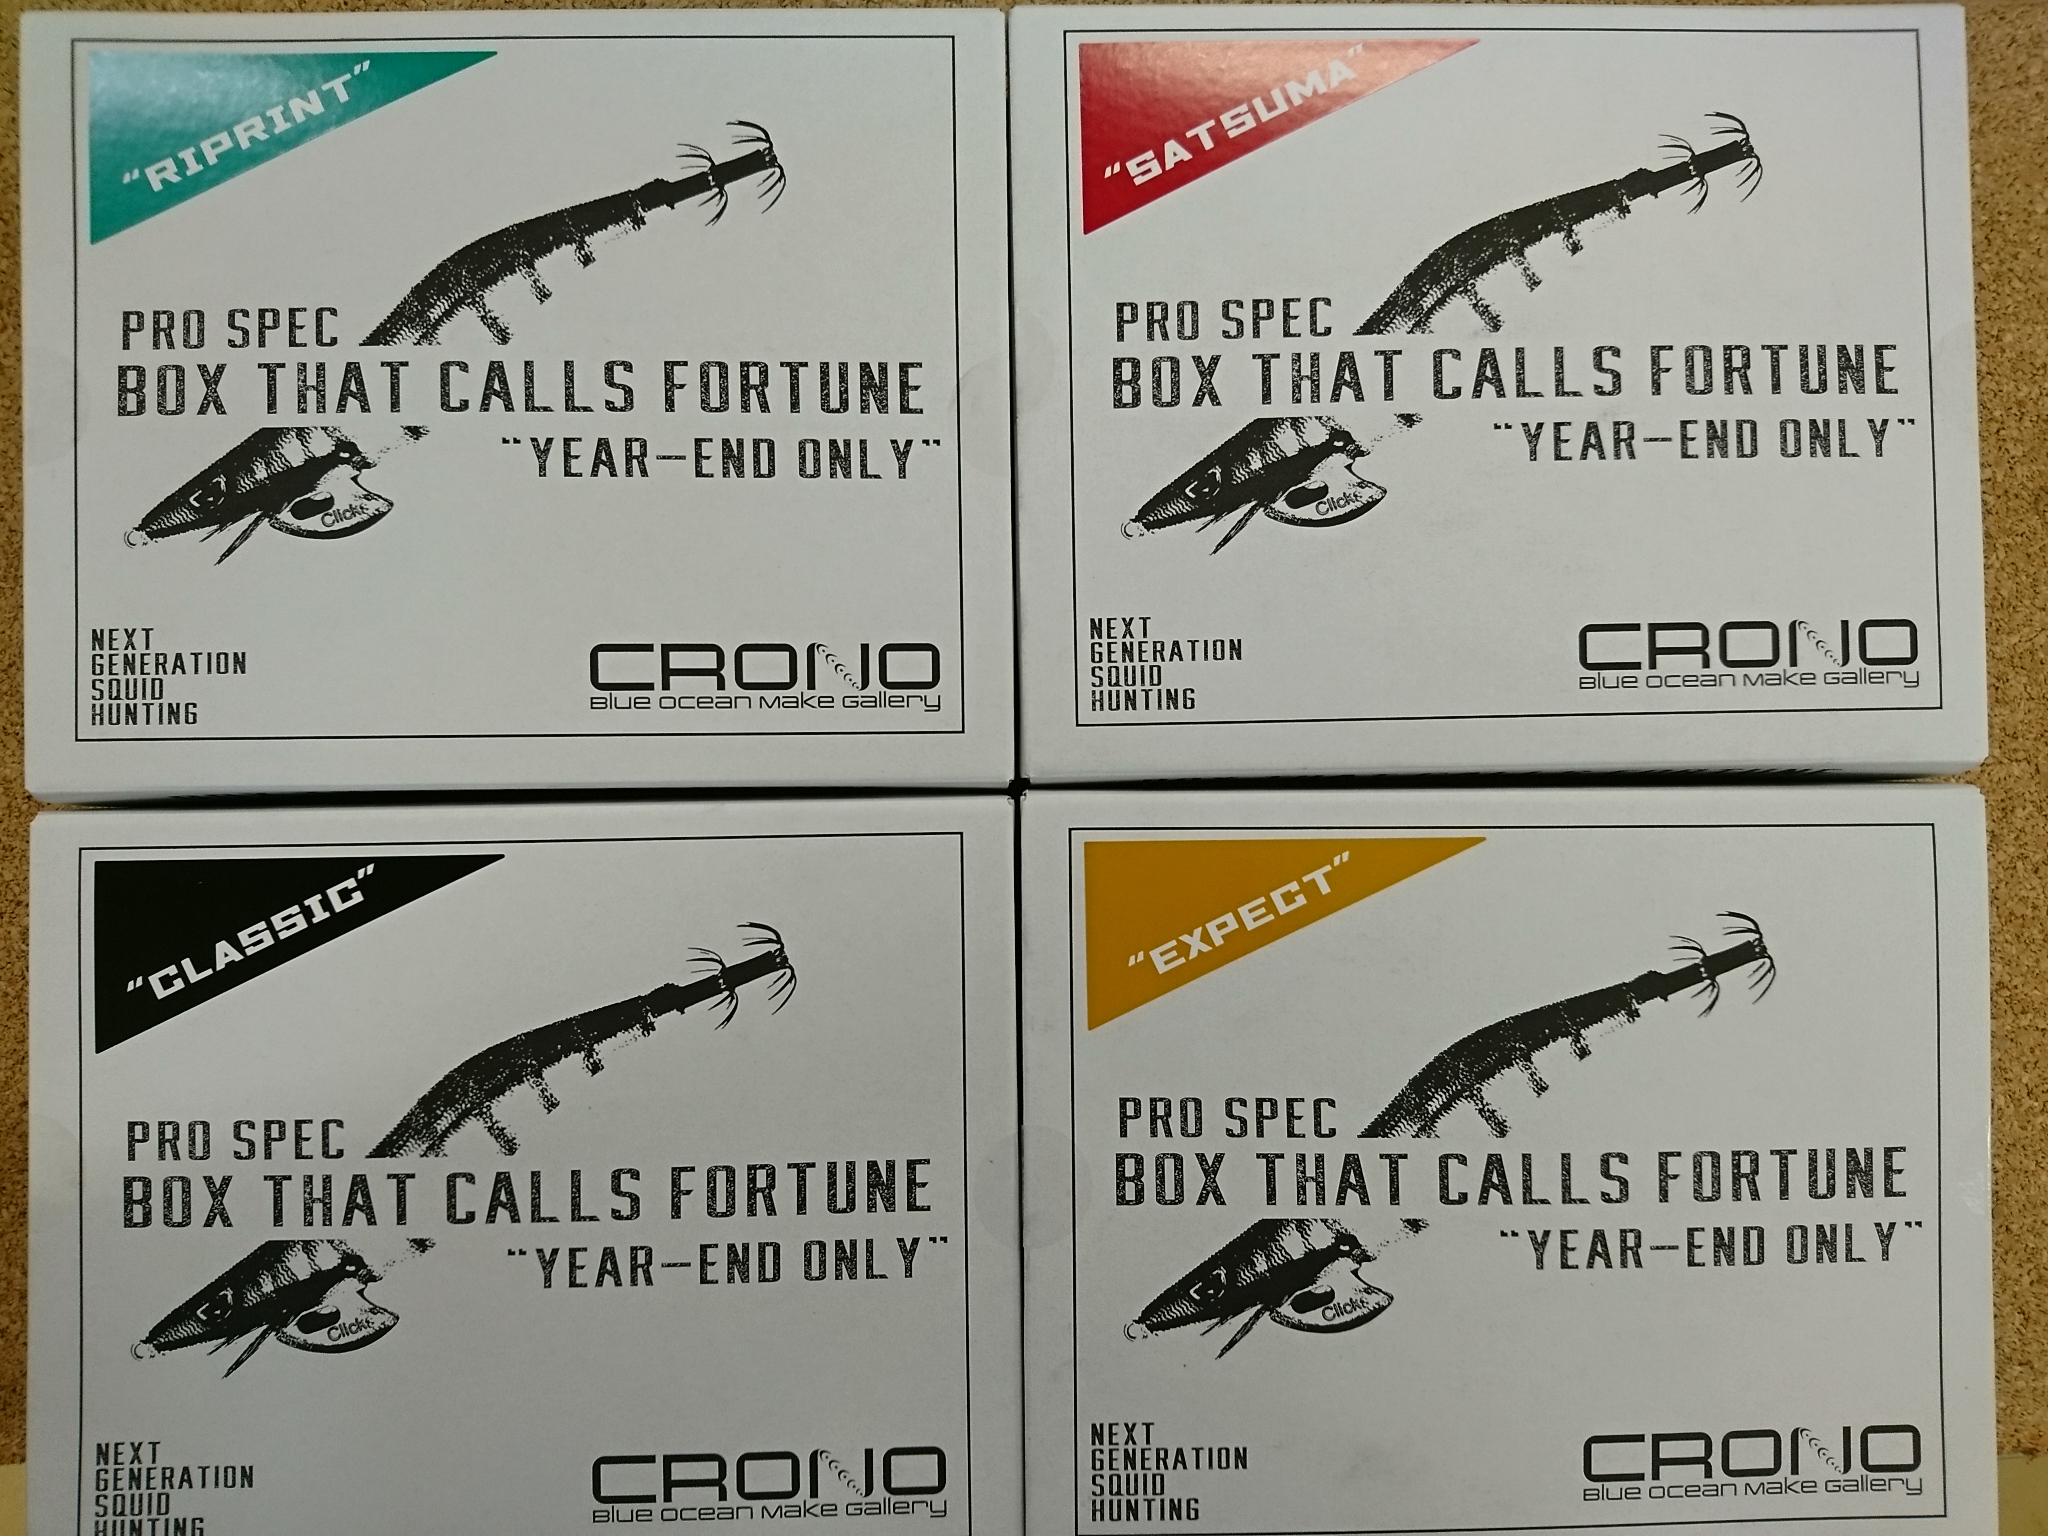 "RIPRINT"
PRO SPEC
BOX THAT CALLS FORTUNE
"YEAR-END ONLY"
Click
NEXT
GENERATION
SQUID
HUNTING
CRONO
Blue Ocean Make Gallery
"SATSUMA"
PRO SPEC
BOX THAT CALLS FORTUNE
"YEAR-END ONLY"
Click
NEXT
GENERATION
SQUID
HUNTING
CRONO
Blue Ocean Make Gallery
"CLASSIC"
PRO SPEC
BOX THAT CALLS FORTUNE
"YEAR-END ONLY"
Click
NEXT
GENERATION
SQUID
HUNTING
CRONO
Blue Ocean Make Gallery
"EXPECT"
PRO SPEC
BOX THAT CALLS FORTUNE
"YEAR-END ONLY"
Click
NEXT
GENERATION
SQUID
HUNTING
CRONO
Blue Ocean Make Gallery